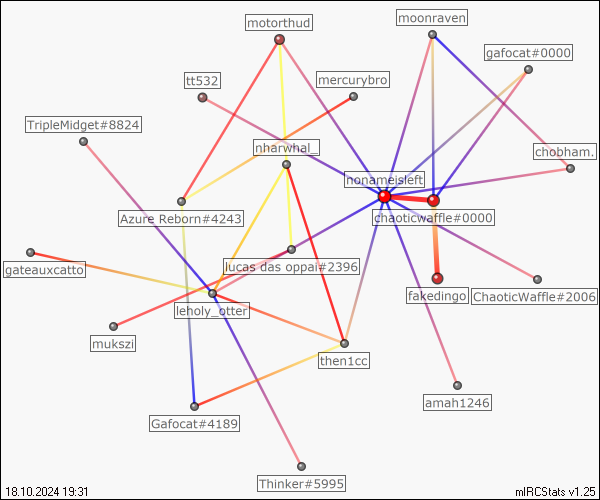 moonraven
motorthud
gafocat#0000
tt532
mercurybro
TripleMidget#8824
nharwhal_
chobham.
nonameisleft
Azure Reborn#4243
chaoticwaffle#0000
gateauxcatto
lucas das oppai#2396
fakedingo
ChaoticWaffle#2006
leholy_otter
mukszi
then1cc
amah1246
Gafocat#4189
Thinker#5995
18.10.2024 19:31
mIRCStats v1.25